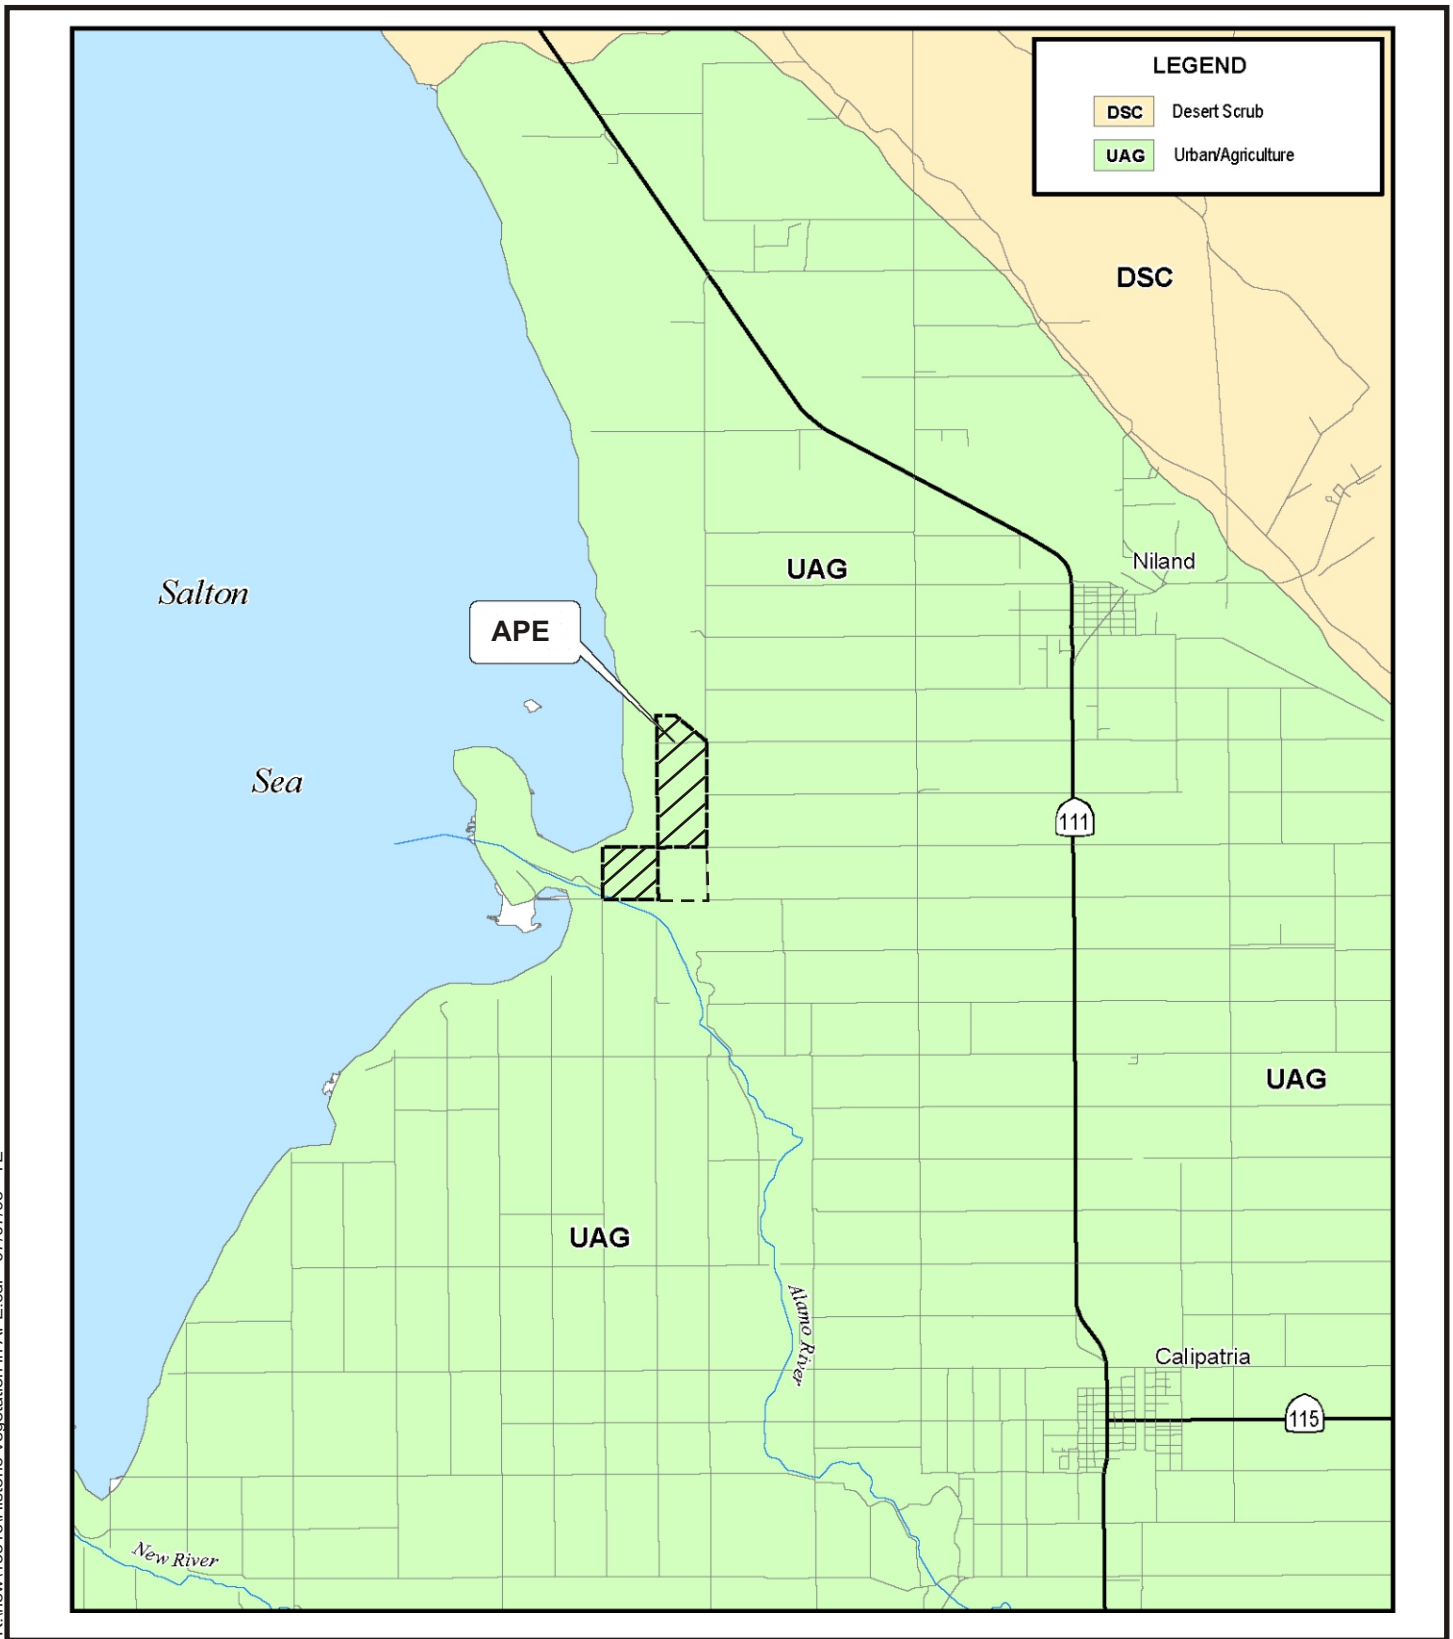 LEGEND
DSC Desert Scrub
UAG Urban/Agriculture
DSC
Niland
UAG
Salton
APE
Sea
111
UAG
UAG
Alamo River
Calipatria
115
New River